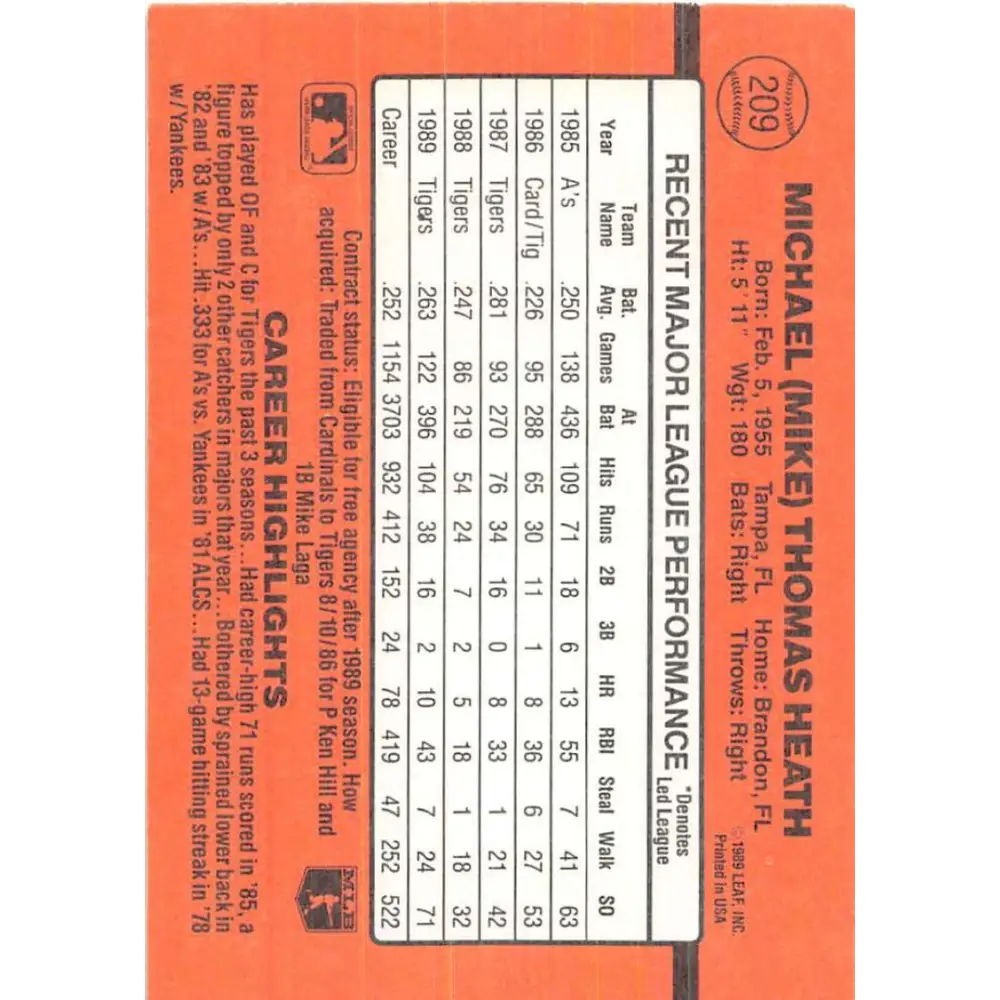 209
MICHAEL (MIKE) THOMAS HEATH
Born: Feb. 5, 1955 Tampa, FL Home: Brandon, FL
Ht: 5'11" Wgt: 180 Bats: Right Throws: Right
©1989 LEAF, INC.
Printed in USA
RECENT MAJOR LEAGUE PERFORMANCE *Denotes
Led League
Team Bat. At
Year Name Avg. Games Bat Hits Runs 2B 3B HR RBI Steal Walk SO
1985 A's .250 138 436 109 71 18 6 13 55 7 41 63
1986 Card/Tig .226 95 288 65 30 11 1 8 36 6 27 53
1987 Tigers .281 93 270 76 34 16 0 8 33 1 21 42
1988 Tigers .247 86 219 54 24 7 2 5 18 1 18 32
1989 Tigers .263 122 396 104 38 16 2 10 43 7 24 71
Career .252 1154 3703 932 412 152 24 78 419 47 252 522
Contract status: Eligible for free agency after 1989 season. How
acquired: Traded from Cardinals to Tigers 8/10/86 for P Ken Hill and
1B Mike Laga
MLB
CAREER HIGHLIGHTS
Has played OF and C for Tigers the past 3 seasons...Had career-high 71 runs scored in '85, a
figure topped by only 2 other catchers in majors that year...Bothered by sprained lower back in
'82 and '83 w/A's...Hit .333 for A's vs. Yankees in '81 ALCS...Had 13-game hitting streak in '78
w/Yankees.